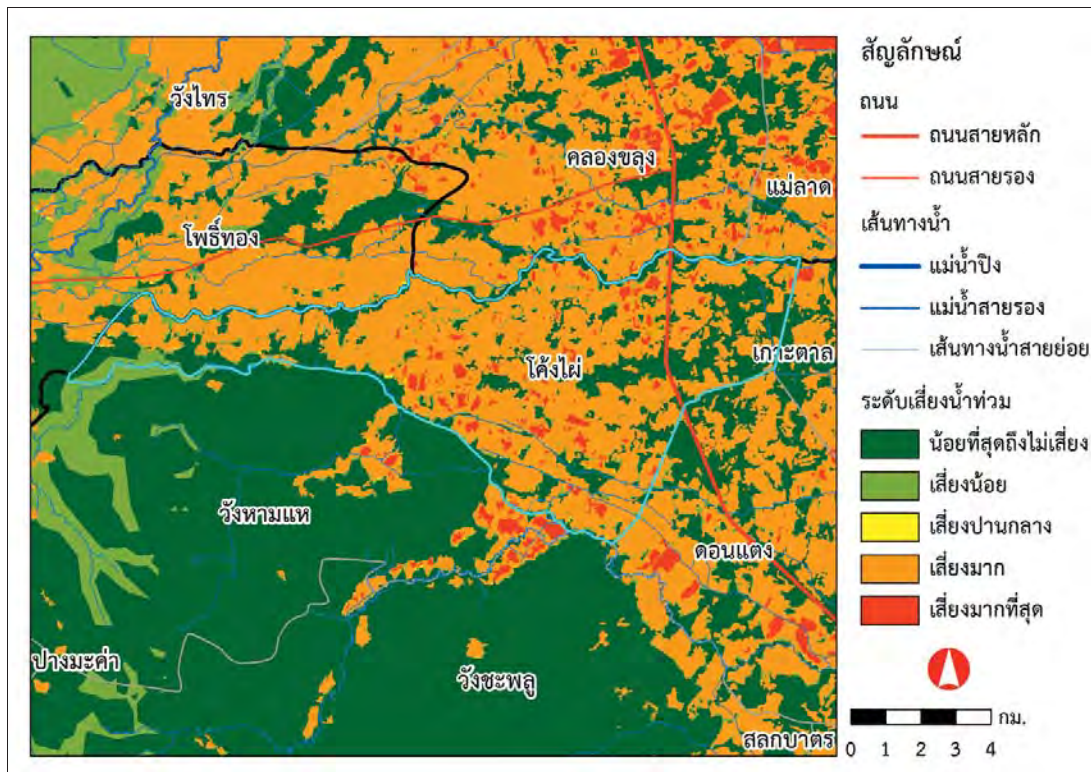 วังไทร
คลองขลุง
แม่ลาด
โพธิ์ทอง
เกาะตาล
โค้งไผ่
วังหามแห
ดอนแตง
ปางมะค่า
วังชะพลู
สลกบาตร
สัญลักษณ์
ถนน
ถนนสายหลัก
ถนนสายรอง
เส้นทางน้ำ
แม่น้ำปิง
แม่น้ำสายรอง
เส้นทางน้ำสายย่อย
ระดับเสี่ยงน้ำท่วม
น้อยที่สุดถึงไม่เสี่ยง
เสี่ยงน้อย
เสี่ยงปานกลาง
เสี่ยงมาก
เสี่ยงมากที่สุด
กม.
0 1 2 3 4